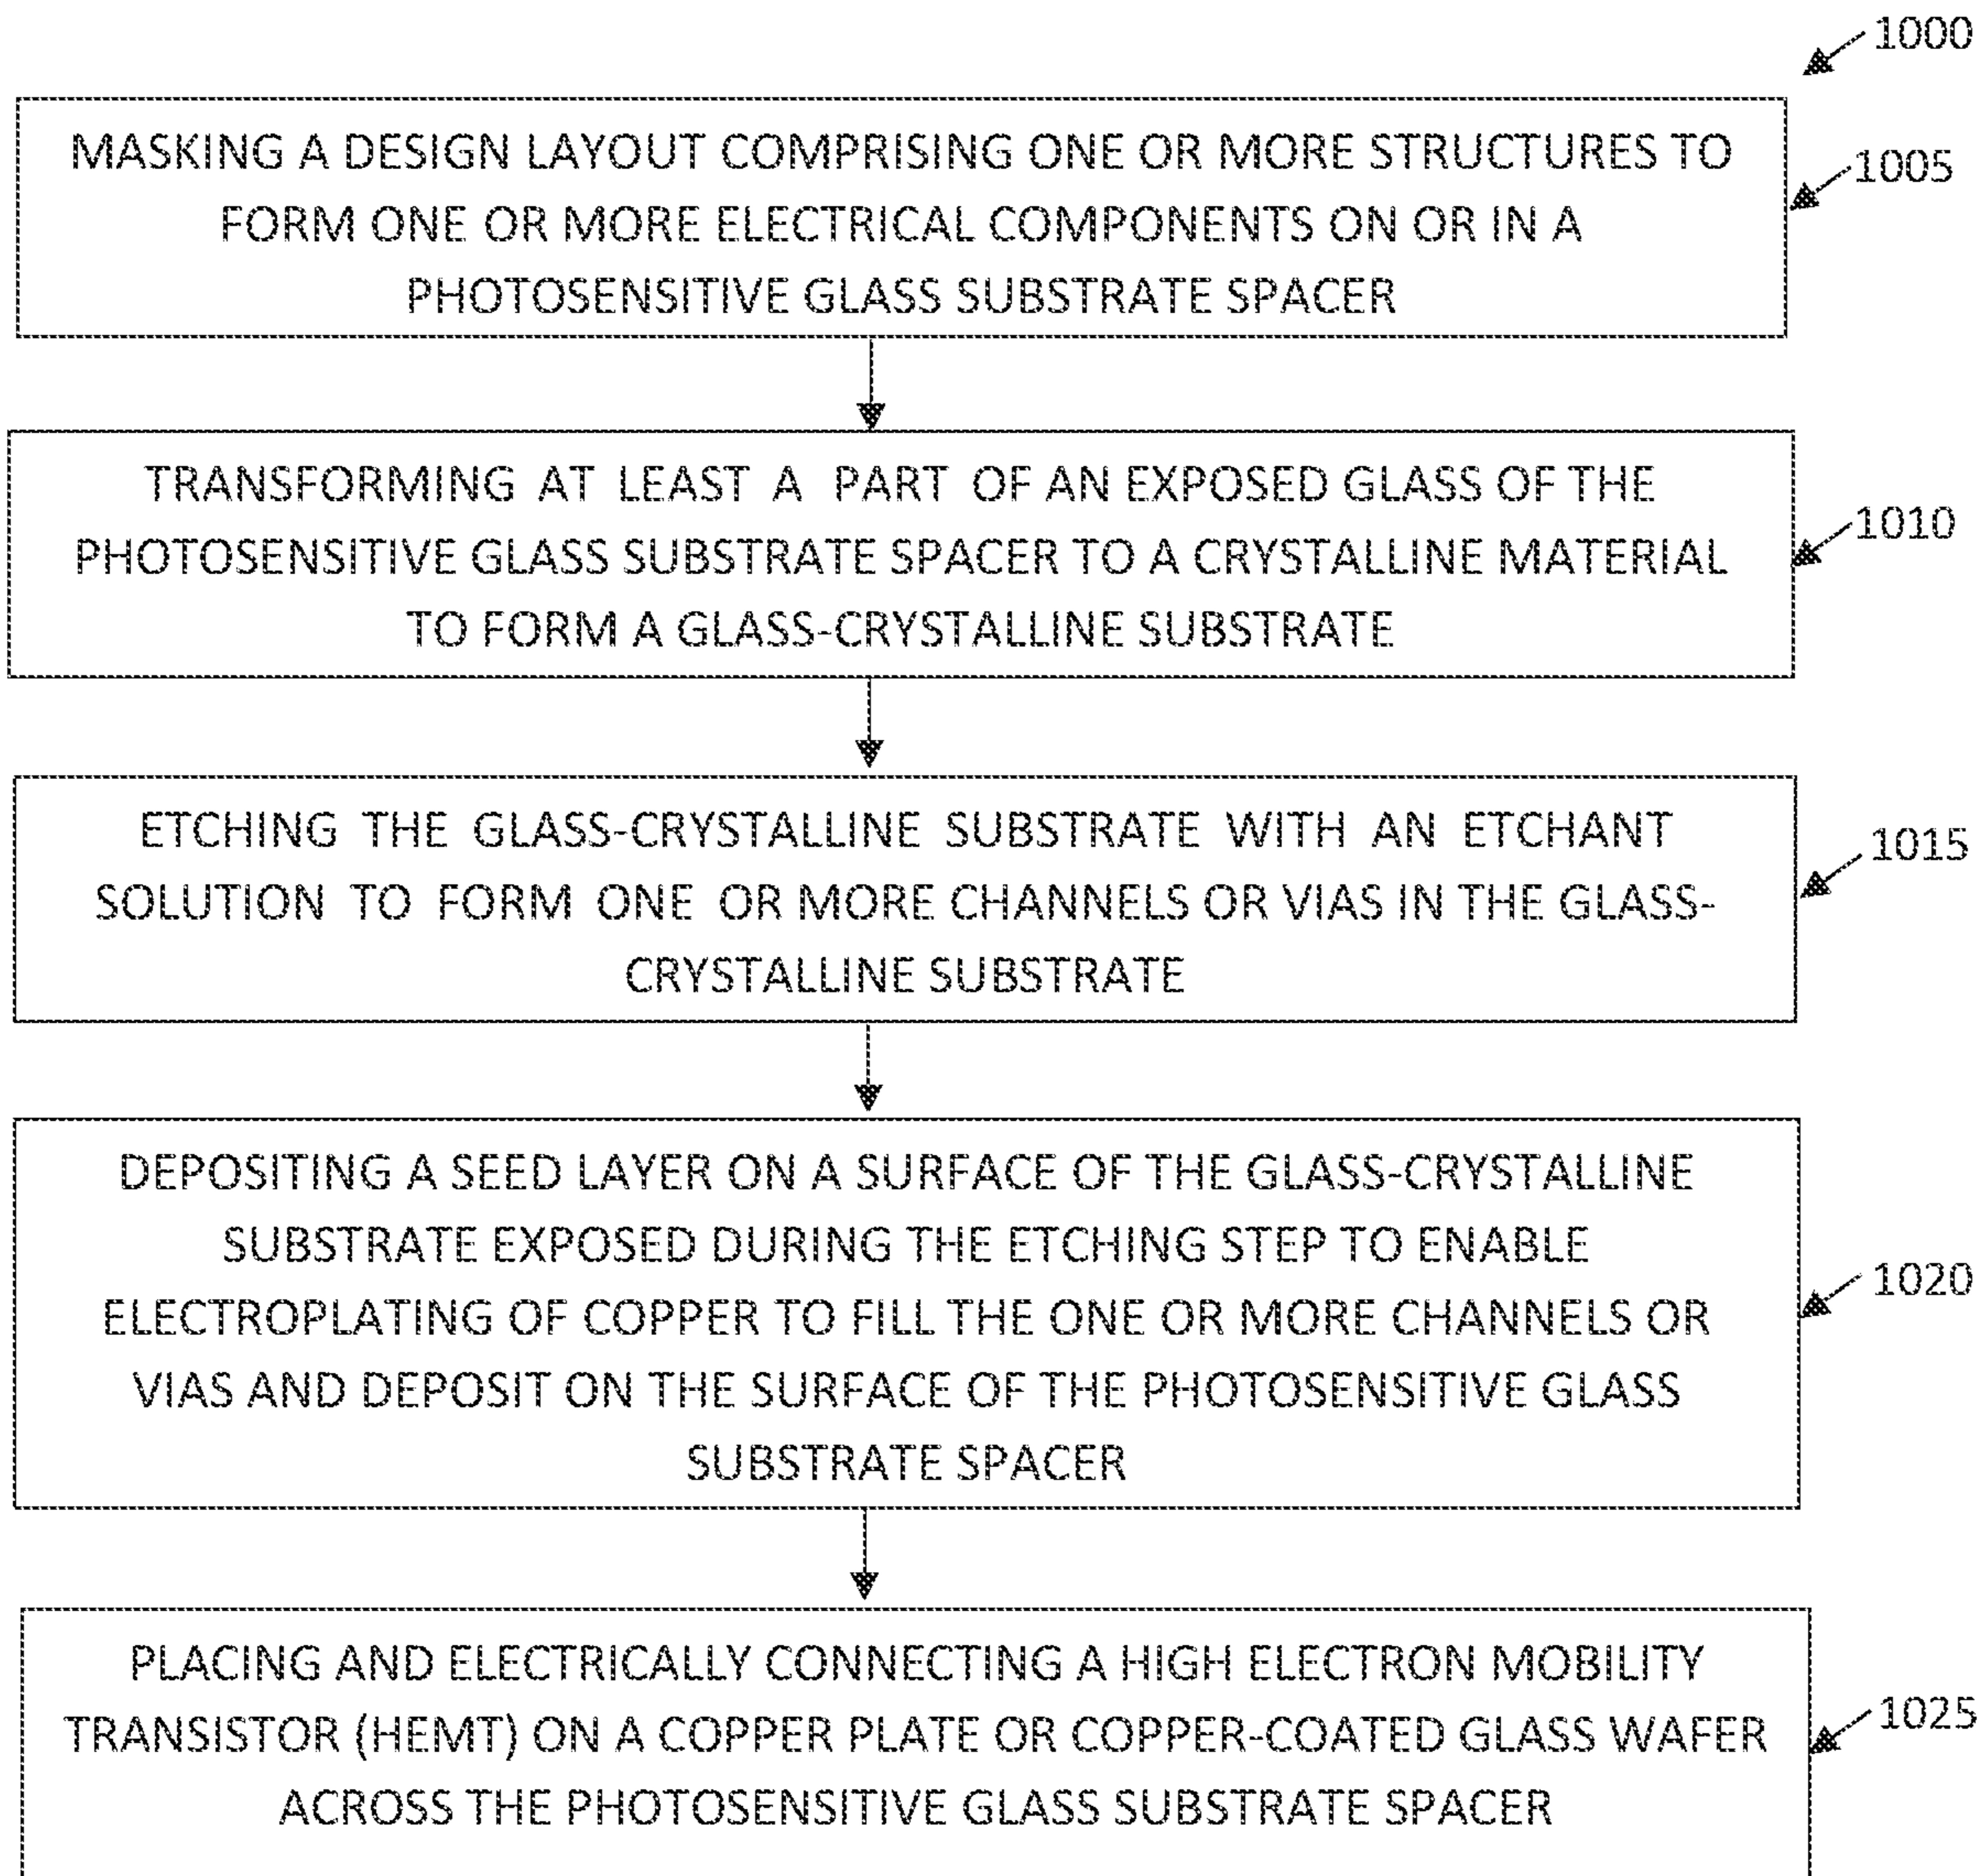 1000
MASKING A DESIGN LAYOUT COMPRISING ONE OR MORE STRUCTURES TO
FORM ONE OR MORE ELECTRICAL COMPONENTS ON OR IN A
PHOTOSENSITIVE GLASS SUBSTRATE SPACER
1005
TRANSFORMING AT LEAST A PART OF AN EXPOSED GLASS OF THE
PHOTOSENSITIVE GLASS SUBSTRATE SPACER TO A CRYSTALLINE MATERIAL
TO FORM A GLASS-CRYSTALLINE SUBSTRATE
1010
ETCHING THE GLASS-CRYSTALLINE SUBSTRATE WITH AN ETCHANT
SOLUTION TO FORM ONE OR MORE CHANNELS OR VIAS IN THE GLASS-
CRYSTALLINE SUBSTRATE
1015
DEPOSITING A SEED LAYER ON A SURFACE OF THE GLASS-CRYSTALLINE
SUBSTRATE EXPOSED DURING THE ETCHING STEP TO ENABLE
ELECTROPLATING OF COPPER TO FILL THE ONE OR MORE CHANNELS OR
VIAS AND DEPOSIT ON THE SURFACE OF THE PHOTOSENSITIVE GLASS
SUBSTRATE SPACER
1020
PLACING AND ELECTRICALLY CONNECTING A HIGH ELECTRON MOBILITY
TRANSISTOR (HEMT) ON A COPPER PLATE OR COPPER-COATED GLASS WAFER
ACROSS THE PHOTOSENSITIVE GLASS SUBSTRATE SPACER
1025